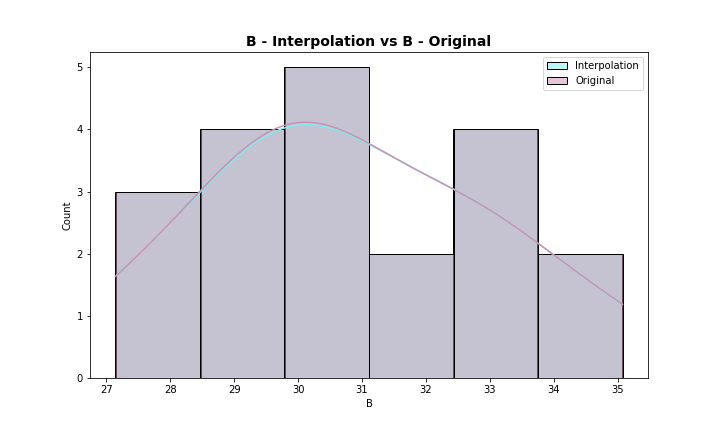 B - Interpolation vs B - Original
Interpolation
Original
5
4
3
2
1
0
Count
27 28 29 30 31 32 33 34 35
B